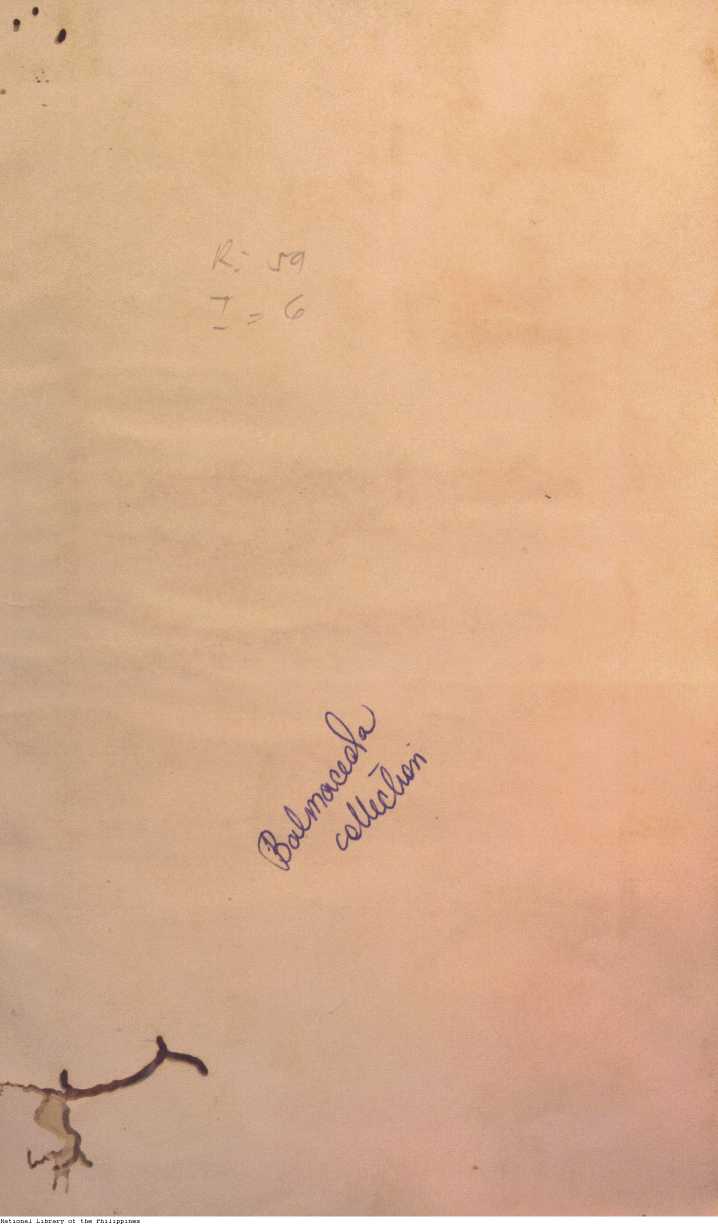 R: 59
I = 6
Balmaceda
collection
National Library of the Philippines